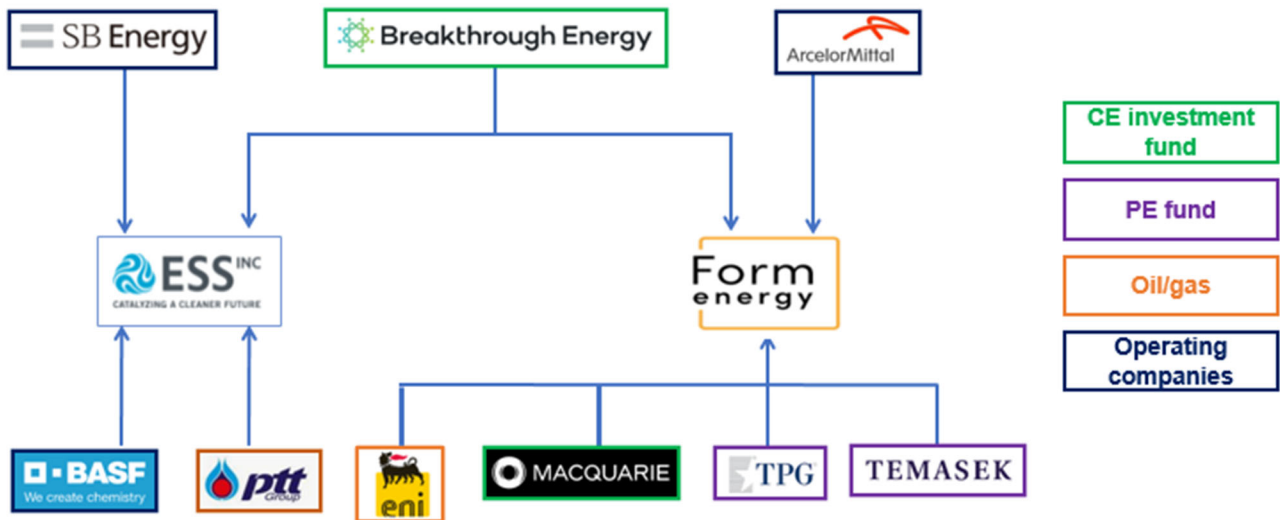 SB Energy
Breakthrough Energy
ArcelorMittal
CE investment
fund
PE fund
Oil/gas
Operating
companies
ESS INC
CATALYZING A CLEANER FUTURE
Form
energy
BASF
We create chemistry
ptt
Group
eni
MACQUARIE
TPG
TEMASEK